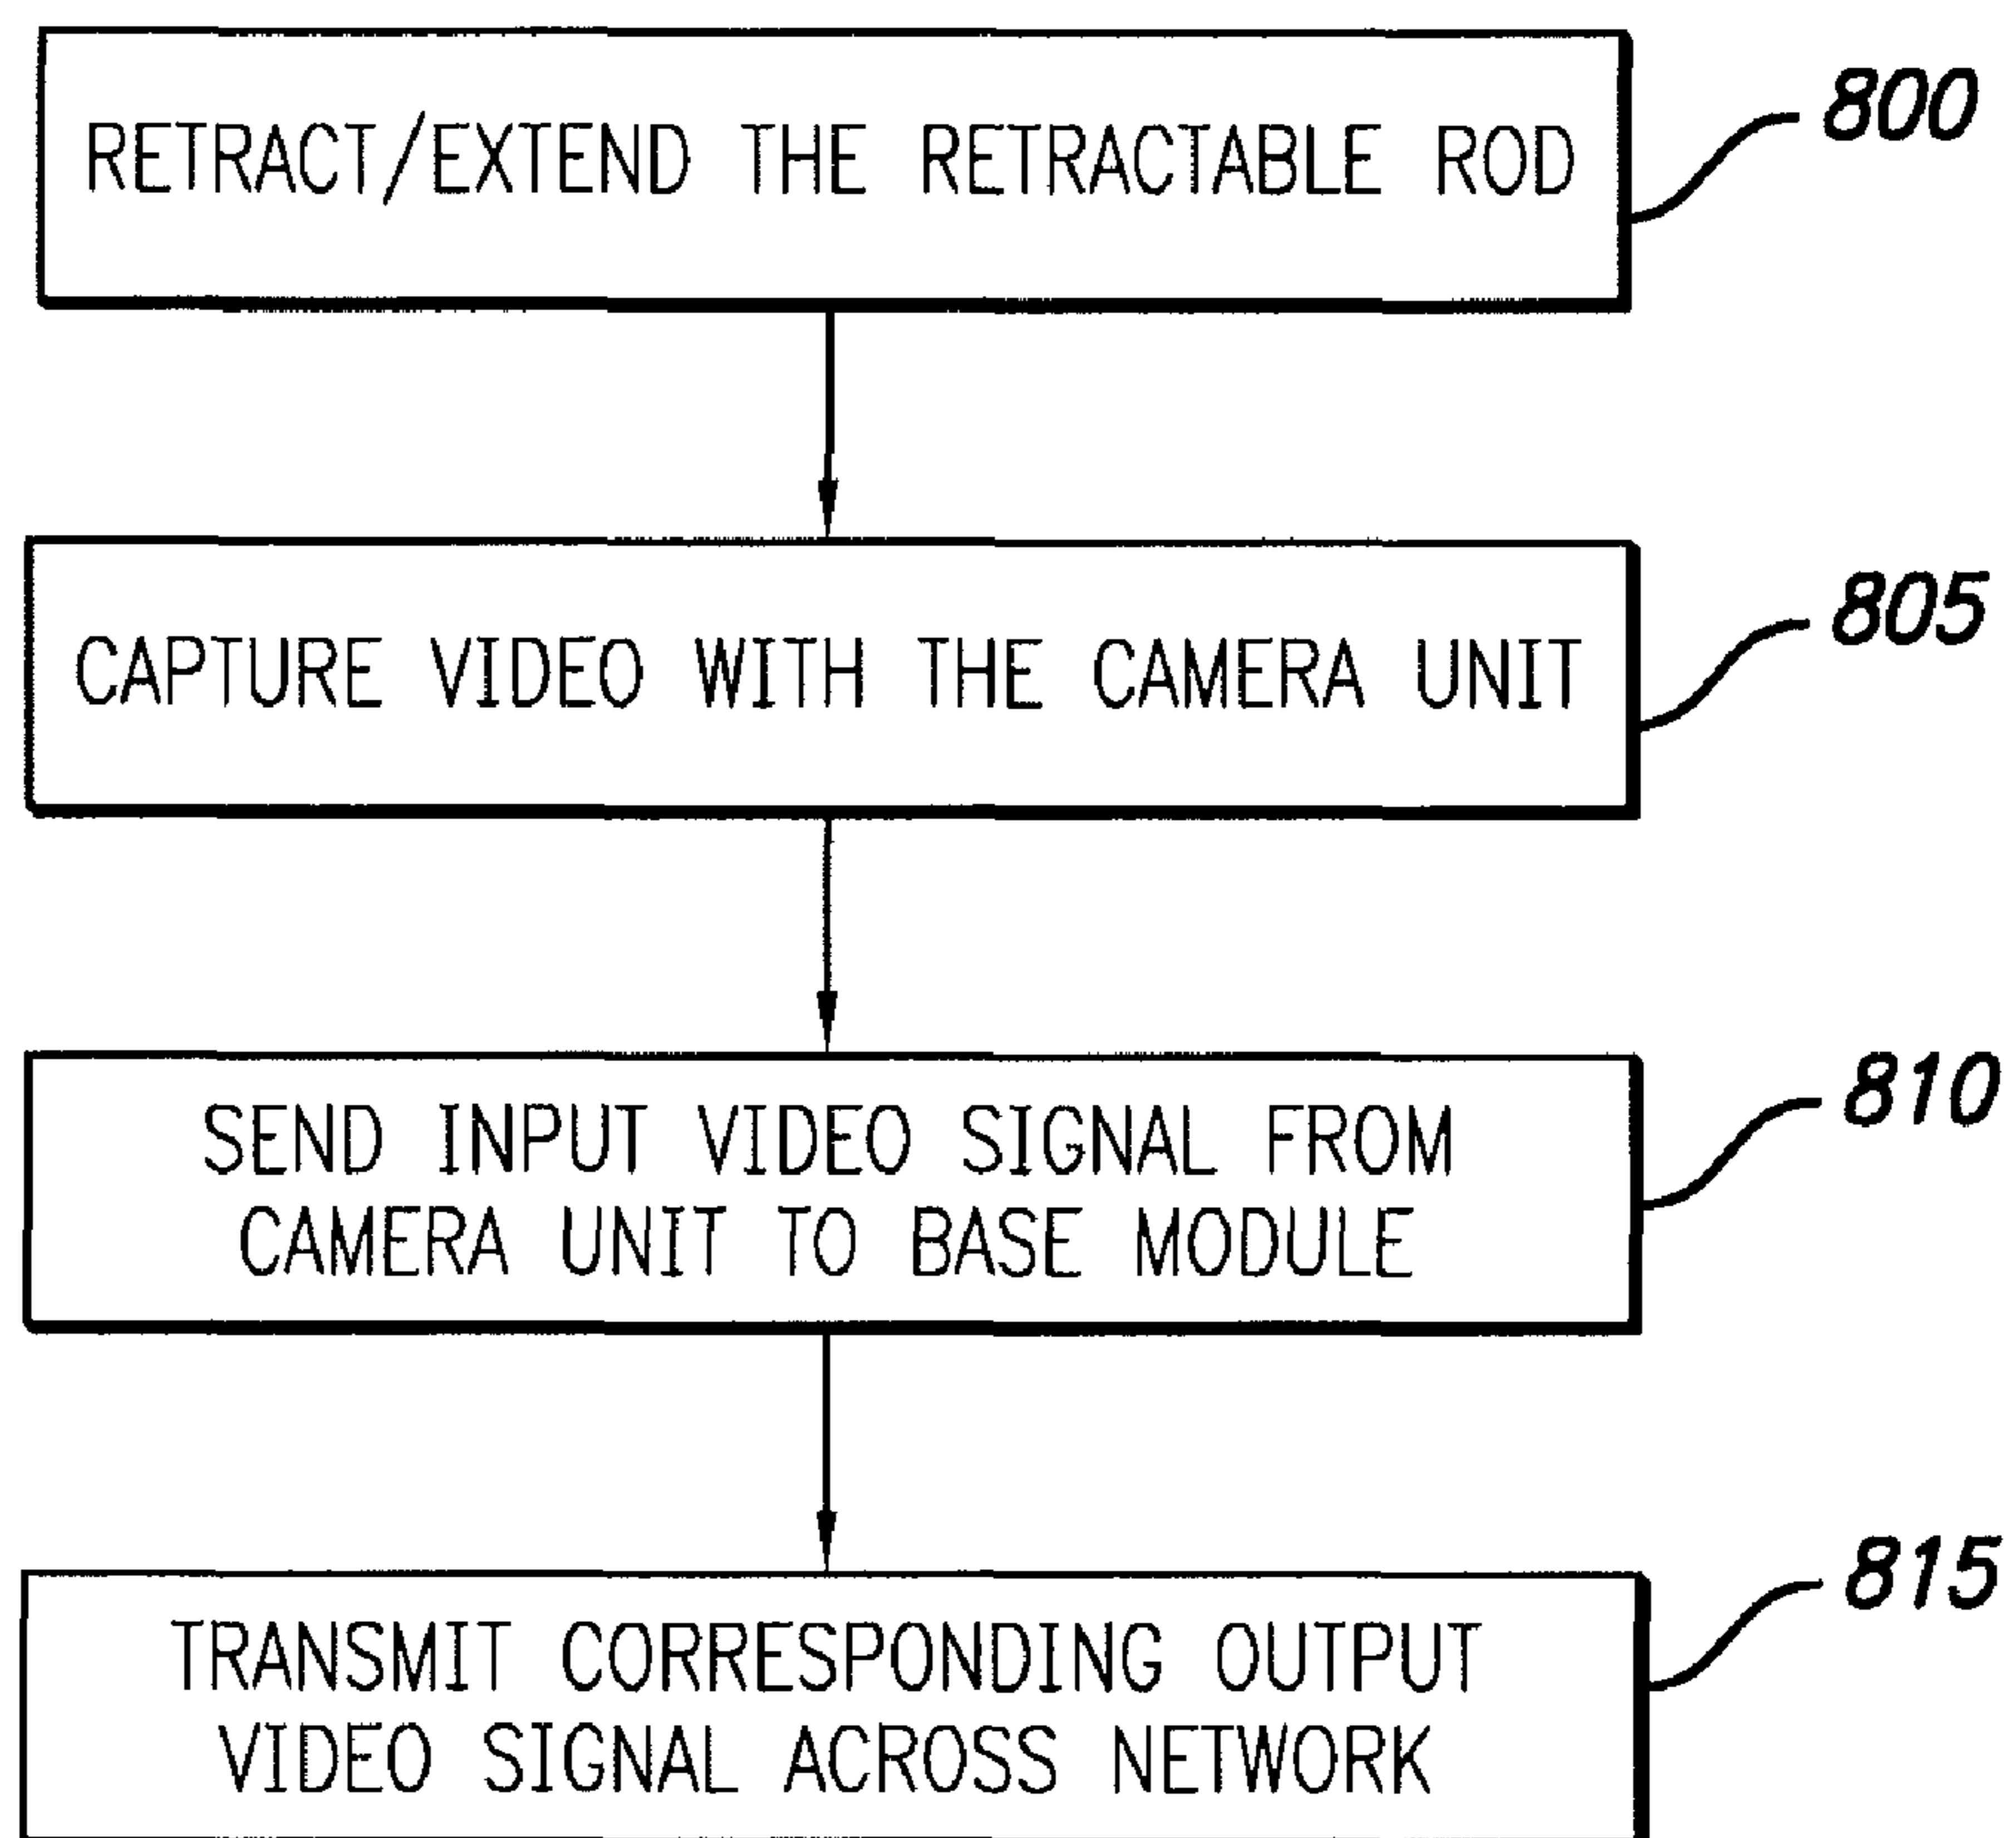 RETRACT/EXTEND THE RETRACTABLE ROD
800
CAPTURE VIDEO WITH THE CAMERA UNIT
805
SEND INPUT VIDEO SIGNAL FROM
CAMERA UNIT TO BASE MODULE
810
TRANSMIT CORRESPONDING OUTPUT
VIDEO SIGNAL ACROSS NETWORK
815